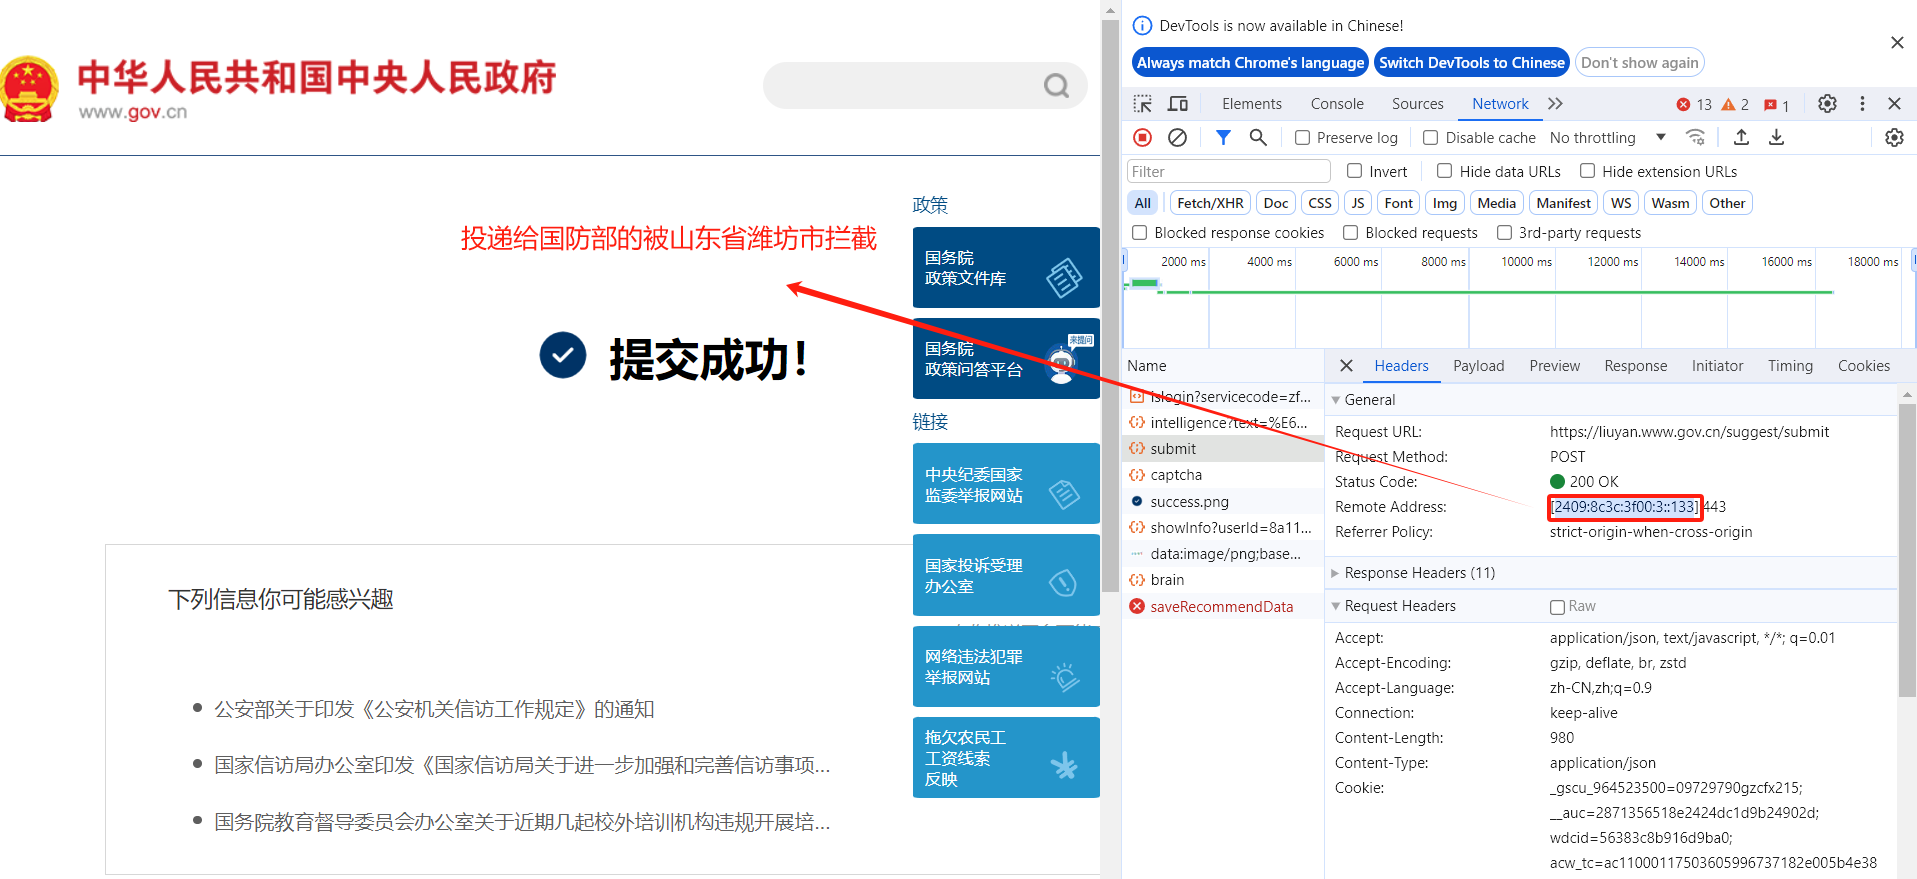 中华人民共和国中央人民政府
www.gov.cn
投递给国防部的被山东省潍坊市拦截
提交成功！
政策
国务院
政策文件库
国务院
政策问答平台
来提问
链接
中央纪委国家
监委举报网站
国家投诉受理
办公室
网络违法犯罪
举报网站
拖欠农民工
工资线索
反映
下列信息你可能感兴趣
公安部关于印发《公安机关信访工作规定》的通知
国家信访局办公室印发《国家信访局关于进一步加强和完善信访事项...
国务院教育督导委员会办公室关于近期几起校外培训机构违规开展培...
DevTools is now available in Chinese!
Always match Chrome's language
Switch DevTools to Chinese
Don't show again
Elements Console Sources Network 13 2 1
Preserve log Disable cache No throttling
Filter Invert Hide data URLs Hide extension URLs
All Fetch/XHR Doc CSS JS Font Img Media Manifest WS Wasm Other
Blocked response cookies Blocked requests 3rd-party requests
2000 ms 4000 ms 6000 ms 8000 ms 10000 ms 12000 ms 14000 ms 16000 ms 18000 ms
Name
islogin?servicecode=zf...
intelligence?text=%E6...
submit
captcha
success.png
showInfo?userId=8a11...
data:image/png;base...
brain
saveRecommendData
Headers Payload Preview Response Initiator Timing Cookies
General
Request URL: https://liuyan.www.gov.cn/suggest/submit
Request Method: POST
Status Code: 200 OK
Remote Address: [2409:8c3c:3f00:3::133]:443
Referrer Policy: strict-origin-when-cross-origin
Response Headers (11)
Request Headers Raw
Accept: application/json, text/javascript, */*; q=0.01
Accept-Encoding: gzip, deflate, br, zstd
Accept-Language: zh-CN,zh;q=0.9
Connection: keep-alive
Content-Length: 980
Content-Type: application/json
Cookie: _gscu_964523500=09729790gzcfx215;
__auc=2871356518e2424dc1d9b24902d;
wdcid=56383c8b916d9ba0;
acw_tc=ac11000117503605996737182e005b4e38